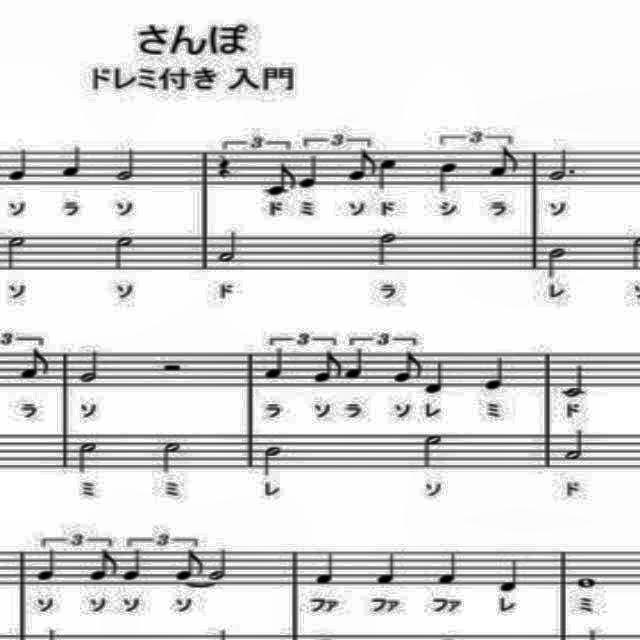 さんぽ
ドレミ付き 入門
3 3 3
ソ ラ ソ ド ミ ソ ド シ ラ ソ
ソ ソ ド ラ レ
3 3 3
ラ ソ ラ ソ ラ ソ レ ミ ド
ミ ミ レ ソ ド
3 3
ソ ソ ソ ソ ファ ファ ファ レ ミ